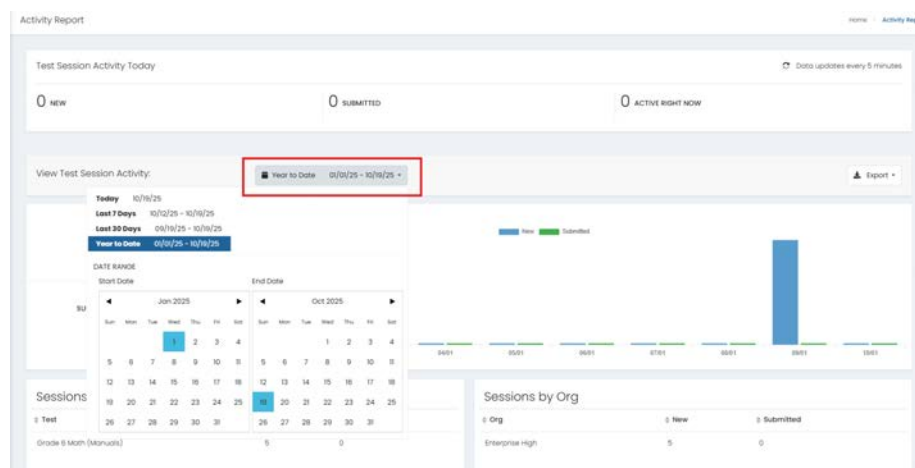 Activity Report
Home Activity Rep
Test Session Activity Today
Data updates every 5 minutes
0 NEW
0 SUBMITTED
0 ACTIVE RIGHT NOW
View Test Session Activity:
Year to Date 01/01/25 - 10/19/25
Export
Today 10/19/25
Last 7 Days 10/12/25 - 10/19/25
Last 30 Days 09/19/25 - 10/19/25
Year to Date 01/01/25 - 10/19/25
New Submitted
DATE RANGE
Start Date End Date
SU
Jan 2025 Oct 2025
Sun Mon Tue Wed Thu Fri Sat Sun Mon Tue Wed Thu Fri Sat
1 2 3 4 1 2 3 4
5 6 7 8 9 10 11 5 6 7 8 9 10 11
12 13 14 15 16 17 18 12 13 14 15 16 17 18
19 20 21 22 23 24 25 19 20 21 22 23 24 25
26 27 28 29 30 31 26 27 28 29 30 31
04/01 05/01 06/01 07/01 08/01 09/01 10/01
Sessions
Test
Grade 6 Math (Manuals) 5 0
Sessions by Org
Org New Submitted
Enterprise High 5 0